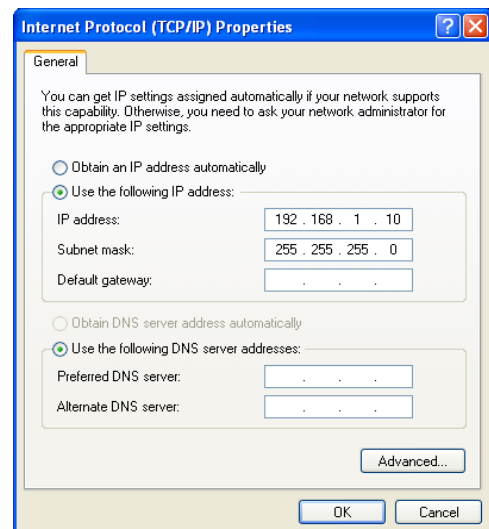 Internet Protocol (TCP/IP) Properties
General
You can get IP settings assigned automatically if your network supports
this capability. Otherwise, you need to ask your network administrator for
the appropriate IP settings.
Obtain an IP address automatically
Use the following IP address:
IP address: 192 . 168 . 1 . 10
Subnet mask: 255 . 255 . 255 . 0
Default gateway: . . .
Obtain DNS server address automatically
Use the following DNS server addresses:
Preferred DNS server: . . .
Alternate DNS server: . . .
Advanced...
OK Cancel